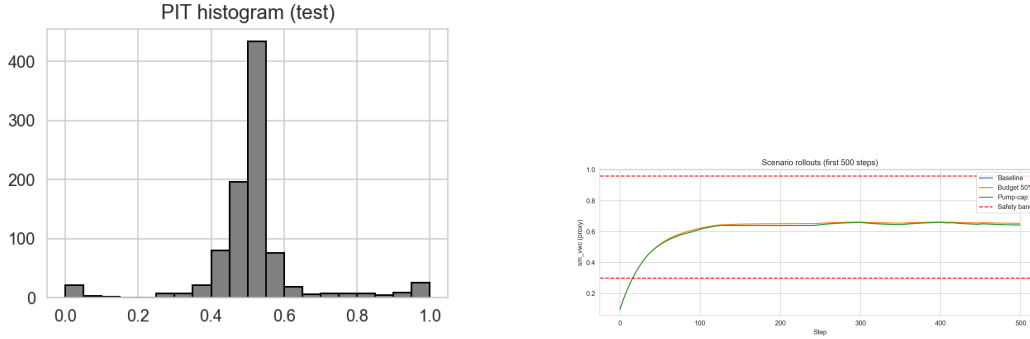 PIT histogram (test)
400
300
200
100
0
0.0 0.2 0.4 0.6 0.8 1.0
Scenario rollouts (first 500 steps)
1.0
0.8
0.6
0.4
0.2
sm_vwc (proxy)
0 100 200 300 400 500
Step
Baseline
Budget 50%
Pump-cap
Safety band